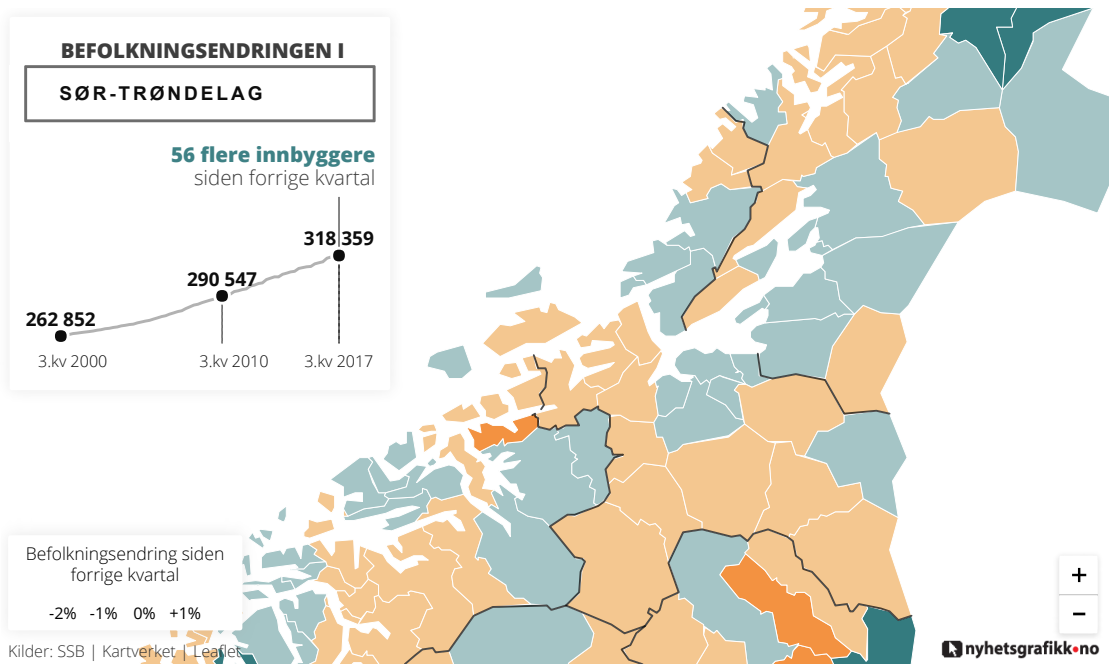 BEFOLKNINGSENDRINGEN I
SØR-TRØNDELAG
56 flere innbyggere
siden forrige kvartal
318 359
290 547
262 852
3.kv 2000 3.kv 2010 3.kv 2017
Befolkningsendring siden
forrige kvartal
-2% -1% 0% +1%
Kilder: SSB | Kartverket | Leaflet
+
−
nyhetsgrafikk•no